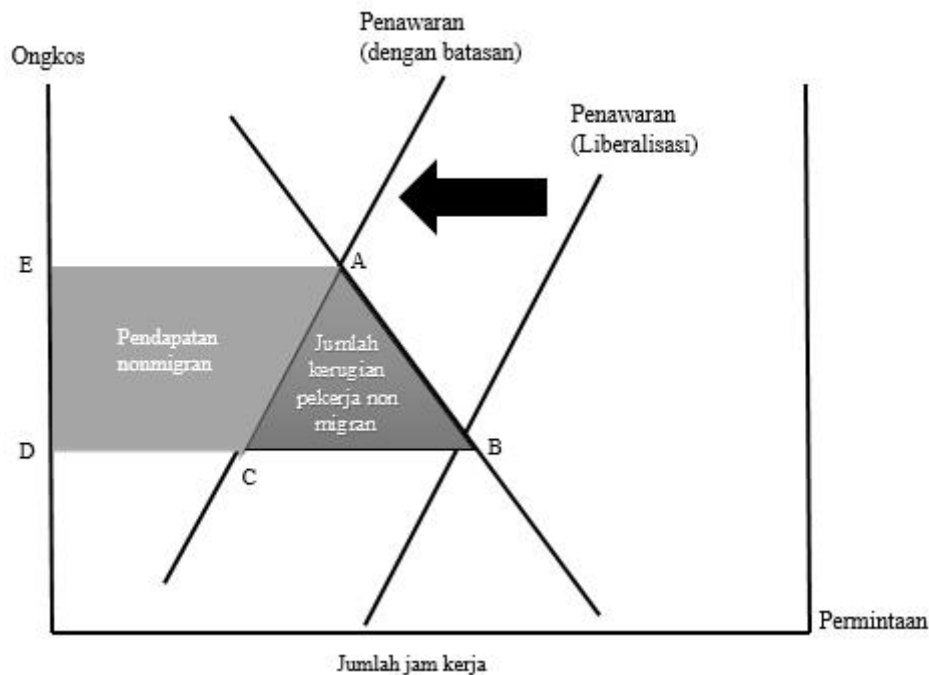 Penawaran
(dengan batasan)
Ongkos
Penawaran
(Liberalisasi)
E
A
Pendapatan
nonmigran
Jumlah
kerugian
pekerja non
migran
D
B
C
Permintaan
Jumlah jam kerja